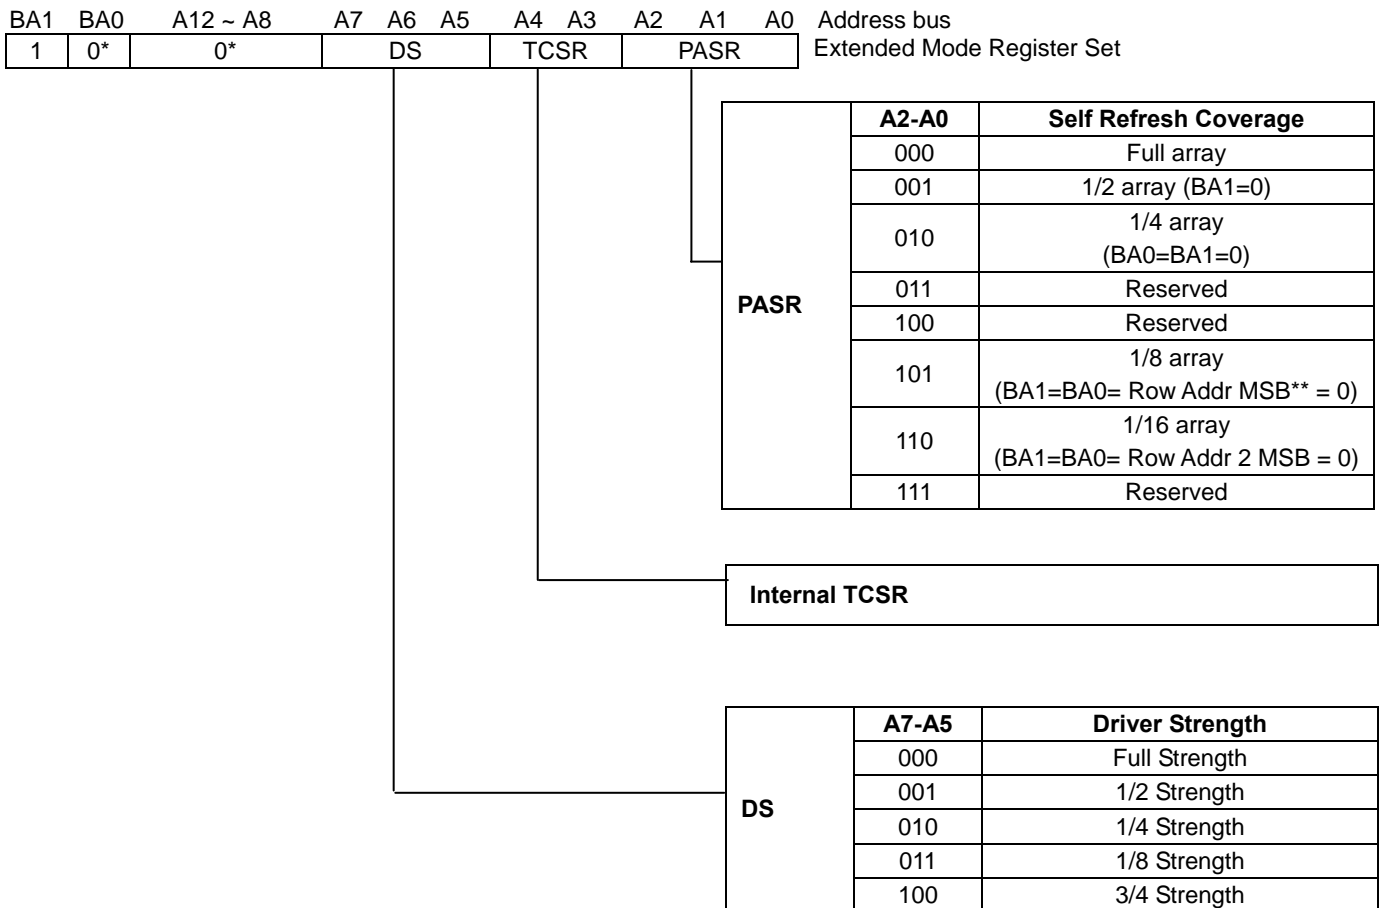 BA1 BA0 A12 ~ A8 A7 A6 A5 A4 A3 A2 A1 A0 Address bus
1 0* 0* DS TCSR PASR Extended Mode Register Set
PASR
A2-A0 Self Refresh Coverage
000 Full array
001 1/2 array (BA1=0)
010 1/4 array
(BA0=BA1=0)
011 Reserved
100 Reserved
101 1/8 array
(BA1=BA0= Row Addr MSB** = 0)
110 1/16 array
(BA1=BA0= Row Addr 2 MSB = 0)
111 Reserved
Internal TCSR
DS
A7-A5 Driver Strength
000 Full Strength
001 1/2 Strength
010 1/4 Strength
011 1/8 Strength
100 3/4 Strength